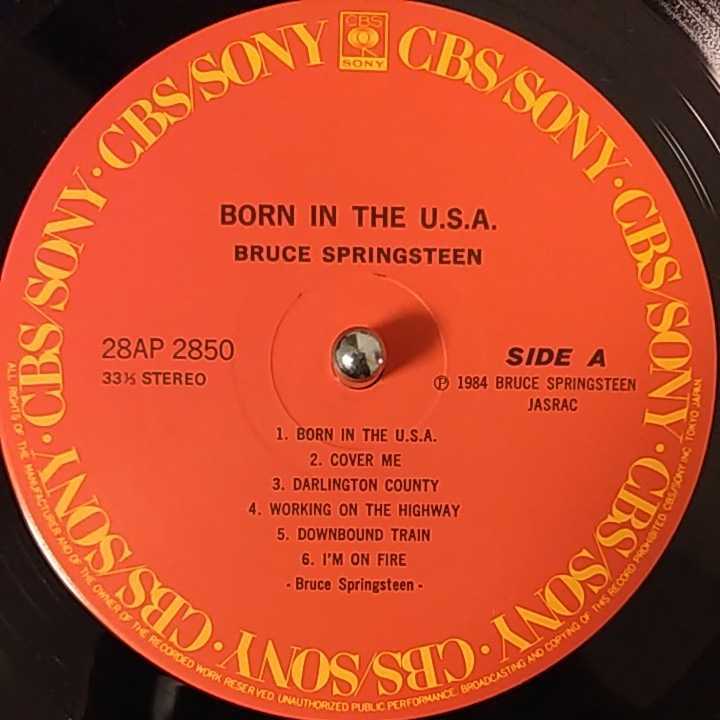 CBS
SONY
CBS/SONY · CBS/SONY · CBS/SONY · CBS/SONY · CBS/SONY · CBS/SONY · CBS/SONY · CBS/SONY · CBS/SONY
BORN IN THE U.S.A.
BRUCE SPRINGSTEEN
28AP 2850
33⅓ STEREO
SIDE A
Ⓟ 1984 BRUCE SPRINGSTEEN
JASRAC
1. BORN IN THE U.S.A.
2. COVER ME
3. DARLINGTON COUNTY
4. WORKING ON THE HIGHWAY
5. DOWNBOUND TRAIN
6. I'M ON FIRE
- Bruce Springsteen -
ALL RIGHTS OF THE MANUFACTURER AND OF THE OWNER OF THE RECORDED WORK RESERVED. UNAUTHORIZED PUBLIC PERFORMANCE, BROADCASTING AND COPYING OF THIS RECORD PROHIBITED. CBS/SONY INC. TOKYO JAPAN